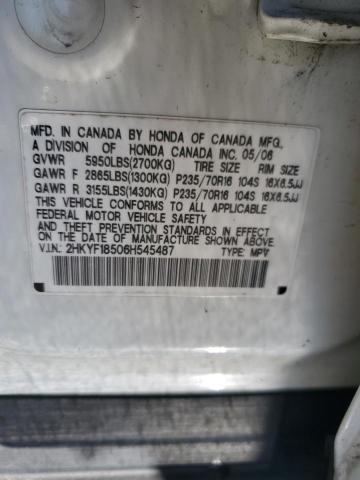 MFD. IN CANADA BY HONDA OF CANADA MFG.,
A DIVISION OF HONDA CANADA INC. 05/06
GVWR 5950LBS(2700KG) TIRE SIZE RIM SIZE
GAWR F 2865LBS(1300KG) P235/70R16 104S 16X6.5JJ
GAWR R 3155LBS(1430KG) P235/70R16 104S 16X6.5JJ
THIS VEHICLE CONFORMS TO ALL APPLICABLE
FEDERAL MOTOR VEHICLE SAFETY
AND THEFT PREVENTION STANDARDS IN EFFECT
ON THE DATE OF MANUFACTURE SHOWN ABOVE.
V.I.N.: 2HKYF18506H545487 TYPE: MPV